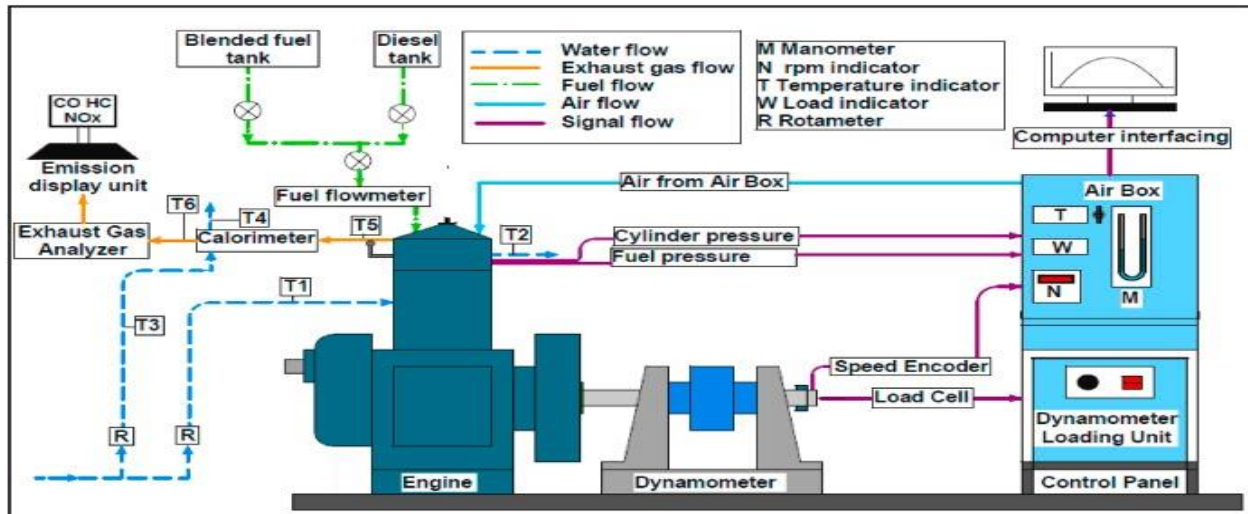 Blended fuel
tank
Diesel
tank
Water flow
Exhaust gas flow
Fuel flow
Air flow
Signal flow
M Manometer
N rpm indicator
T Temperature indicator
W Load indicator
R Rotameter
CO HC
NOx
Emission
display unit
Computer interfacing
Fuel flowmeter
Air from Air Box
Air Box
T6
T4
T5
Exhaust Gas
Analyzer
Calorimeter
T2
Cylinder pressure
Fuel pressure
T
W
N
M
T1
T3
Speed Encoder
Load Cell
R
R
Dynamometer
Loading Unit
Engine
Dynamometer
Control Panel